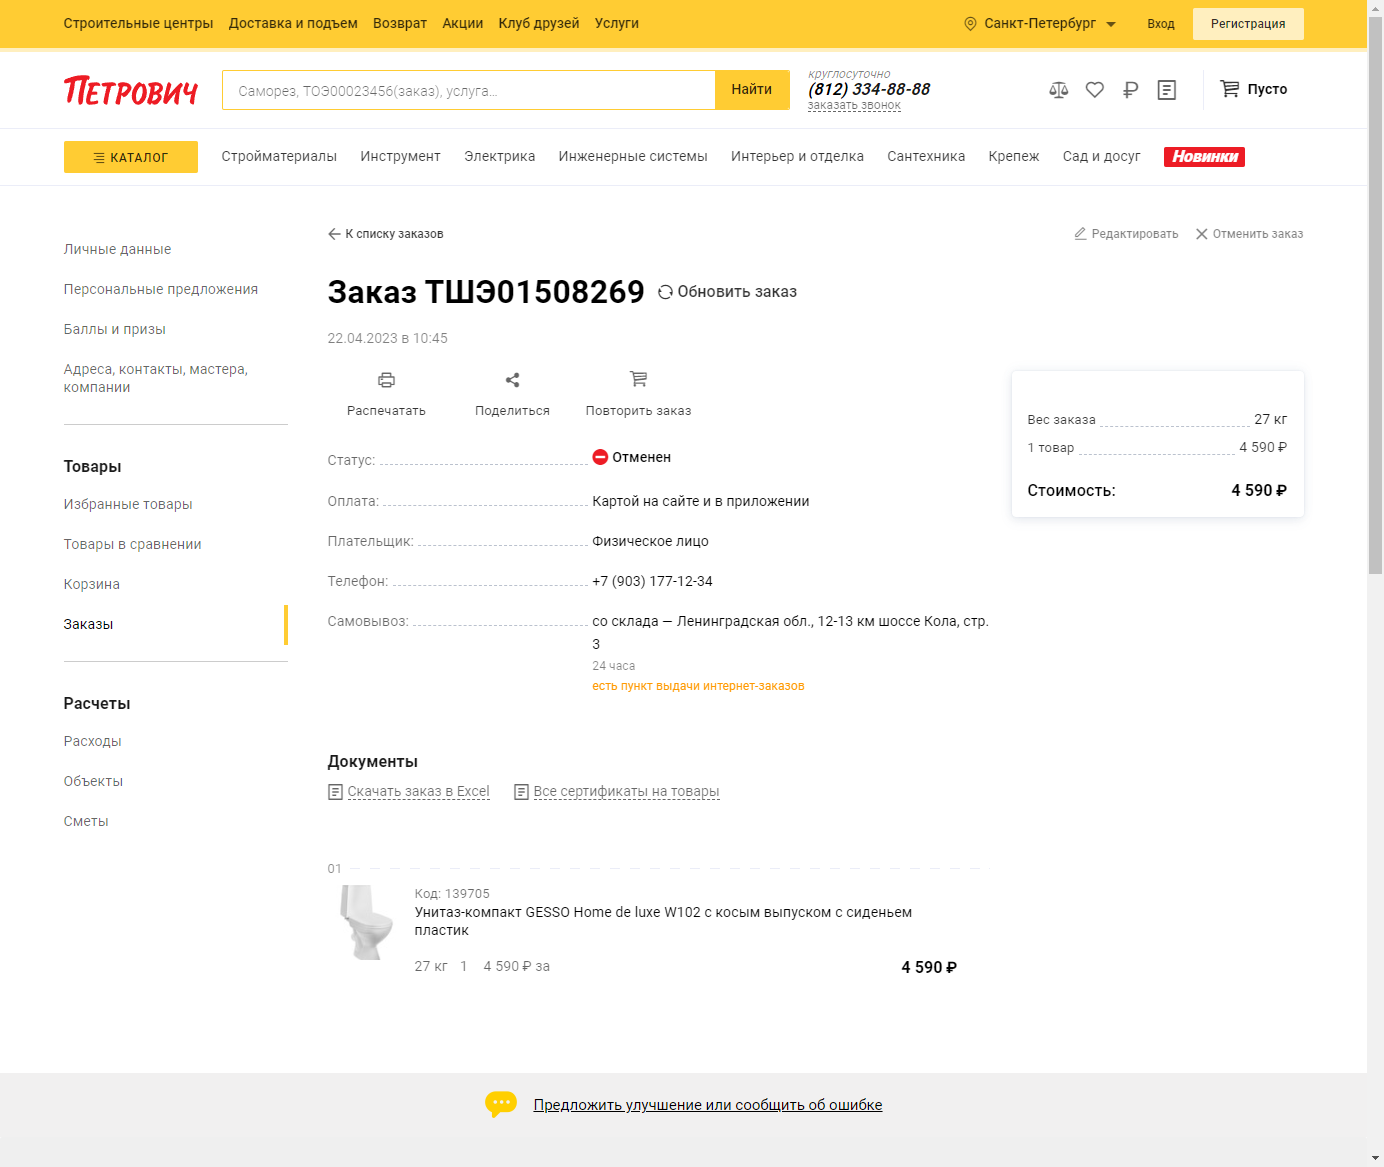 Строительные центры Доставка и подъем Возврат Акции Клуб друзей Услуги Санкт-Петербург Вход Регистрация
Петрович
Саморез, ТОЭ00023456(заказ), услуга... Найти
круглосуточно
(812) 334-88-88
заказать звонок
Пусто
КАТАЛОГ Стройматериалы Инструмент Электрика Инженерные системы Интерьер и отделка Сантехника Крепеж Сад и досуг Новинки
Личные данные
Персональные предложения
Баллы и призы
Адреса, контакты, мастера,
компании
Товары
Избранные товары
Товары в сравнении
Корзина
Заказы
Расчеты
Расходы
Объекты
Сметы
К списку заказов Редактировать Отменить заказ
Заказ ТШЭ01508269 Обновить заказ
22.04.2023 в 10:45
Распечатать Поделиться Повторить заказ
Статус: Отменен
Оплата: Картой на сайте и в приложении
Плательщик: Физическое лицо
Телефон: +7 (903) 177-12-34
Самовывоз: со склада — Ленинградская обл., 12-13 км шоссе Кола, стр.
3
24 часа
есть пункт выдачи интернет-заказов
Вес заказа 27 кг
1 товар 4 590 ₽
Стоимость: 4 590 ₽
Документы
Скачать заказ в Excel Все сертификаты на товары
01
Код: 139705
Унитаз-компакт GESSO Home de luxe W102 с косым выпуском с сиденьем
пластик
27 кг 1 4 590 ₽ за 4 590 ₽
Предложить улучшение или сообщить об ошибке